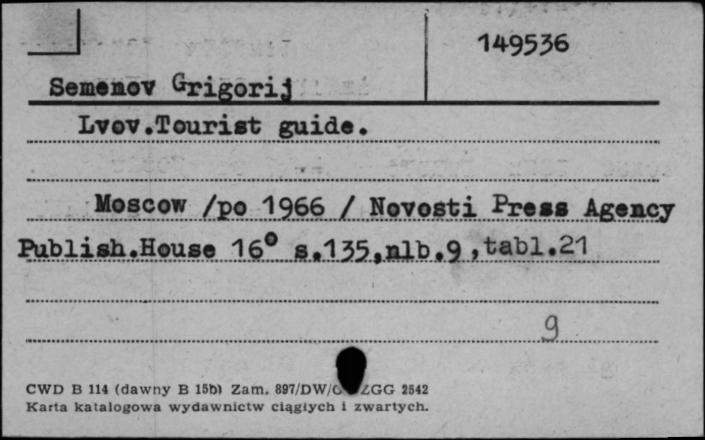 149536
Semenov Grigorij
Lvov.Tourist guide.
Moscow /po 1966 / Novosti Press Agency
Publish.House 16° s.135,nlb.9,tabl.21
9
CWD B 114 (dawny B 15b) Zam. 897/DW/ ZGG 2542
Karta katalogowa wydawnictw ciągłych i zwartych.